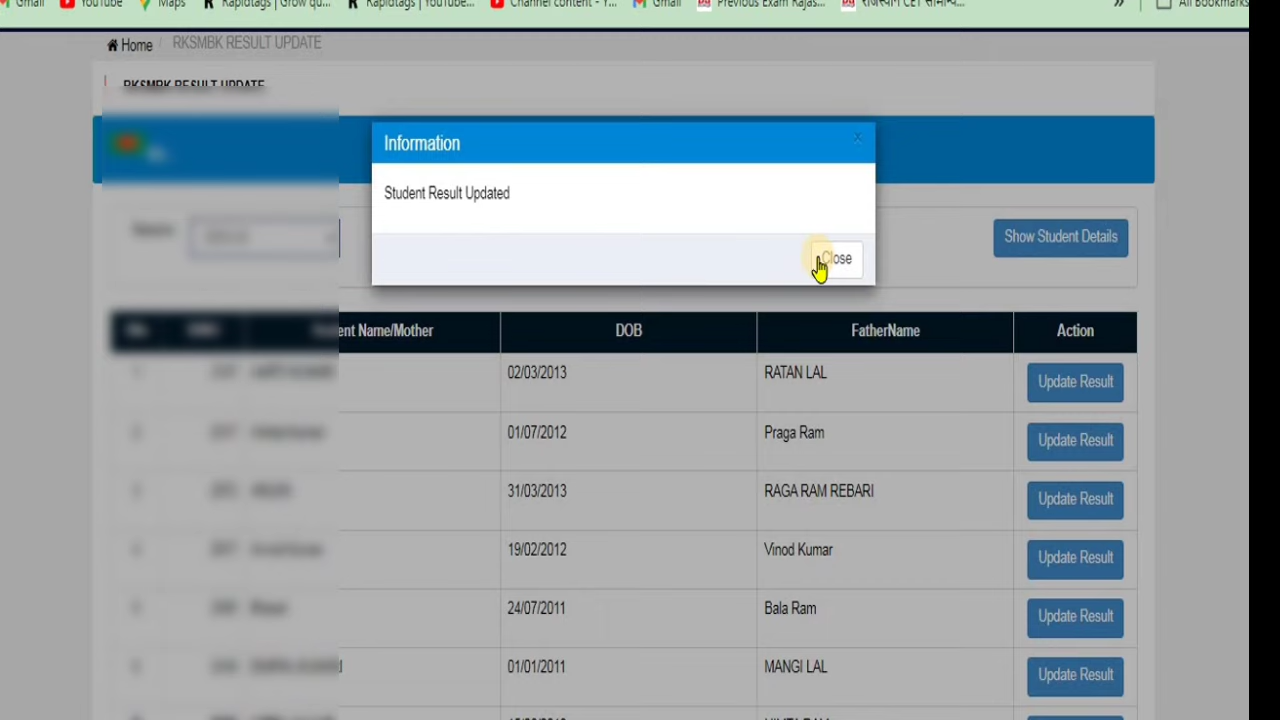 Gmail YouTube Maps Rapidtags | Grow qu... Rapidtags | YouTube... Channel content - Y... Gmail Previous Exam Rajas... राजस्थान CET सामान्य... » All Bookmarks
Home / RKSMBK RESULT UPDATE
RKSMBK RESULT UPDATE
Information x
Student Result Updated
Close
Show Student Details
ent Name/Mother DOB FatherName Action
02/03/2013 RATAN LAL Update Result
01/07/2012 Praga Ram Update Result
31/03/2013 RAGA RAM REBARI Update Result
19/02/2012 Vinod Kumar Update Result
24/07/2011 Bala Ram Update Result
01/01/2011 MANGI LAL Update Result